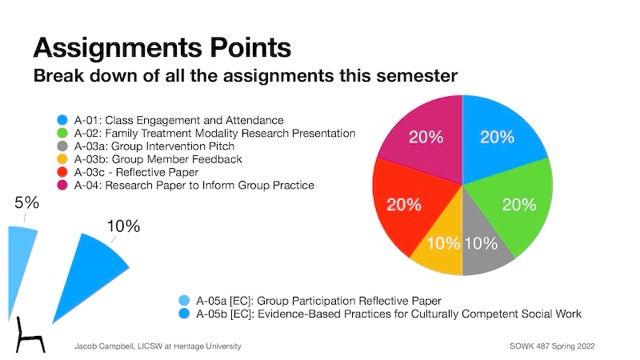 Assignments Points
Break down of all the assignments this semester
A-01: Class Engagement and Attendance
A-02: Family Treatment Modality Research Presentation
A-03a: Group Intervention Pitch
A-03b: Group Member Feedback
A-03c - Reflective Paper
A-04: Research Paper to Inform Group Practice
20%
20%
20%
20%
10%
10%
5%
10%
A-05a [EC]: Group Participation Reflective Paper
A-05b [EC]: Evidence-Based Practices for Culturally Competent Social Work
Jacob Campbell, LICSW at Heritage University
SOWK 487 Spring 2022